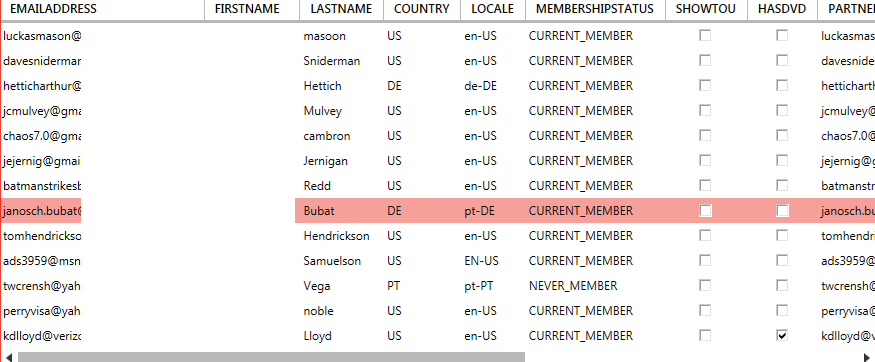 EMAILADDRESS FIRSTNAME LASTNAME COUNTRY LOCALE MEMBERSHIPSTATUS SHOWTOU HASDVD PARTNER
luckasmason@ masoon US en-US CURRENT_MEMBER luckasmas
davesniderman Sniderman US en-US CURRENT_MEMBER davesnide
hetticharthur@ Hettich DE de-DE CURRENT_MEMBER hetticharth
jcmulvey@gma Mulvey US en-US CURRENT_MEMBER jcmulvey@
chaos7.0@gm cambron US en-US CURRENT_MEMBER chaos7.0@
jejernig@gmai Jernigan US en-US CURRENT_MEMBER jejernig@g
batmanstrikesb Redd US en-US CURRENT_MEMBER batmanstri
janosch.bubat@ Bubat DE pt-DE CURRENT_MEMBER janosch.bu
tomhendrickso Hendrickson US en-US CURRENT_MEMBER tomhendri
ads3959@msn Samuelson US EN-US CURRENT_MEMBER ads3959@
twcrensh@yah Vega PT pt-PT NEVER_MEMBER twcrensh@
perryvisa@yah noble US en-US CURRENT_MEMBER perryvisa@
kdlloyd@verizo Lloyd US en-US CURRENT_MEMBER kdlloyd@v